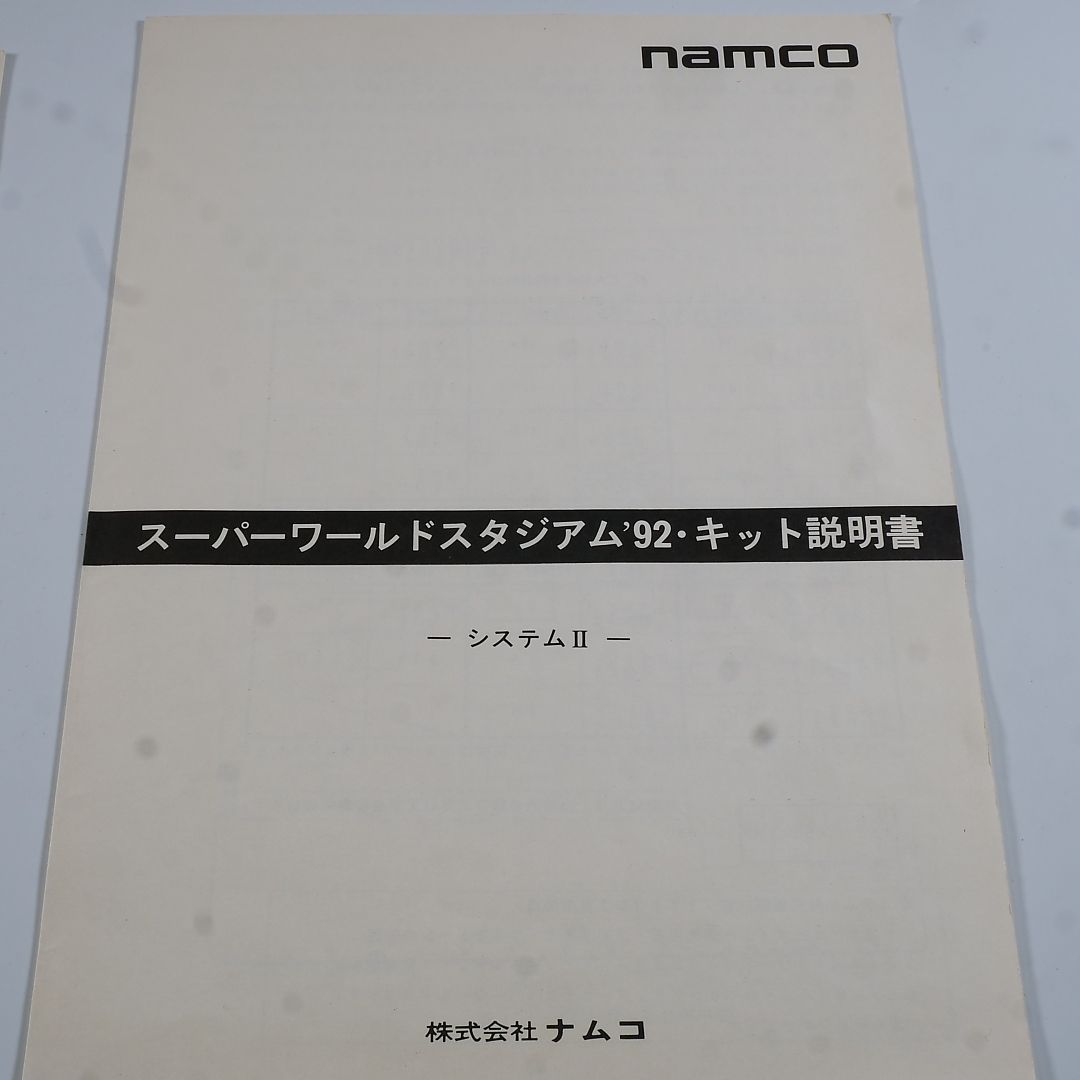 namco
スーパーワールドスタジアム'92・キット説明書
— システムⅡ —
株式会社ナムコ